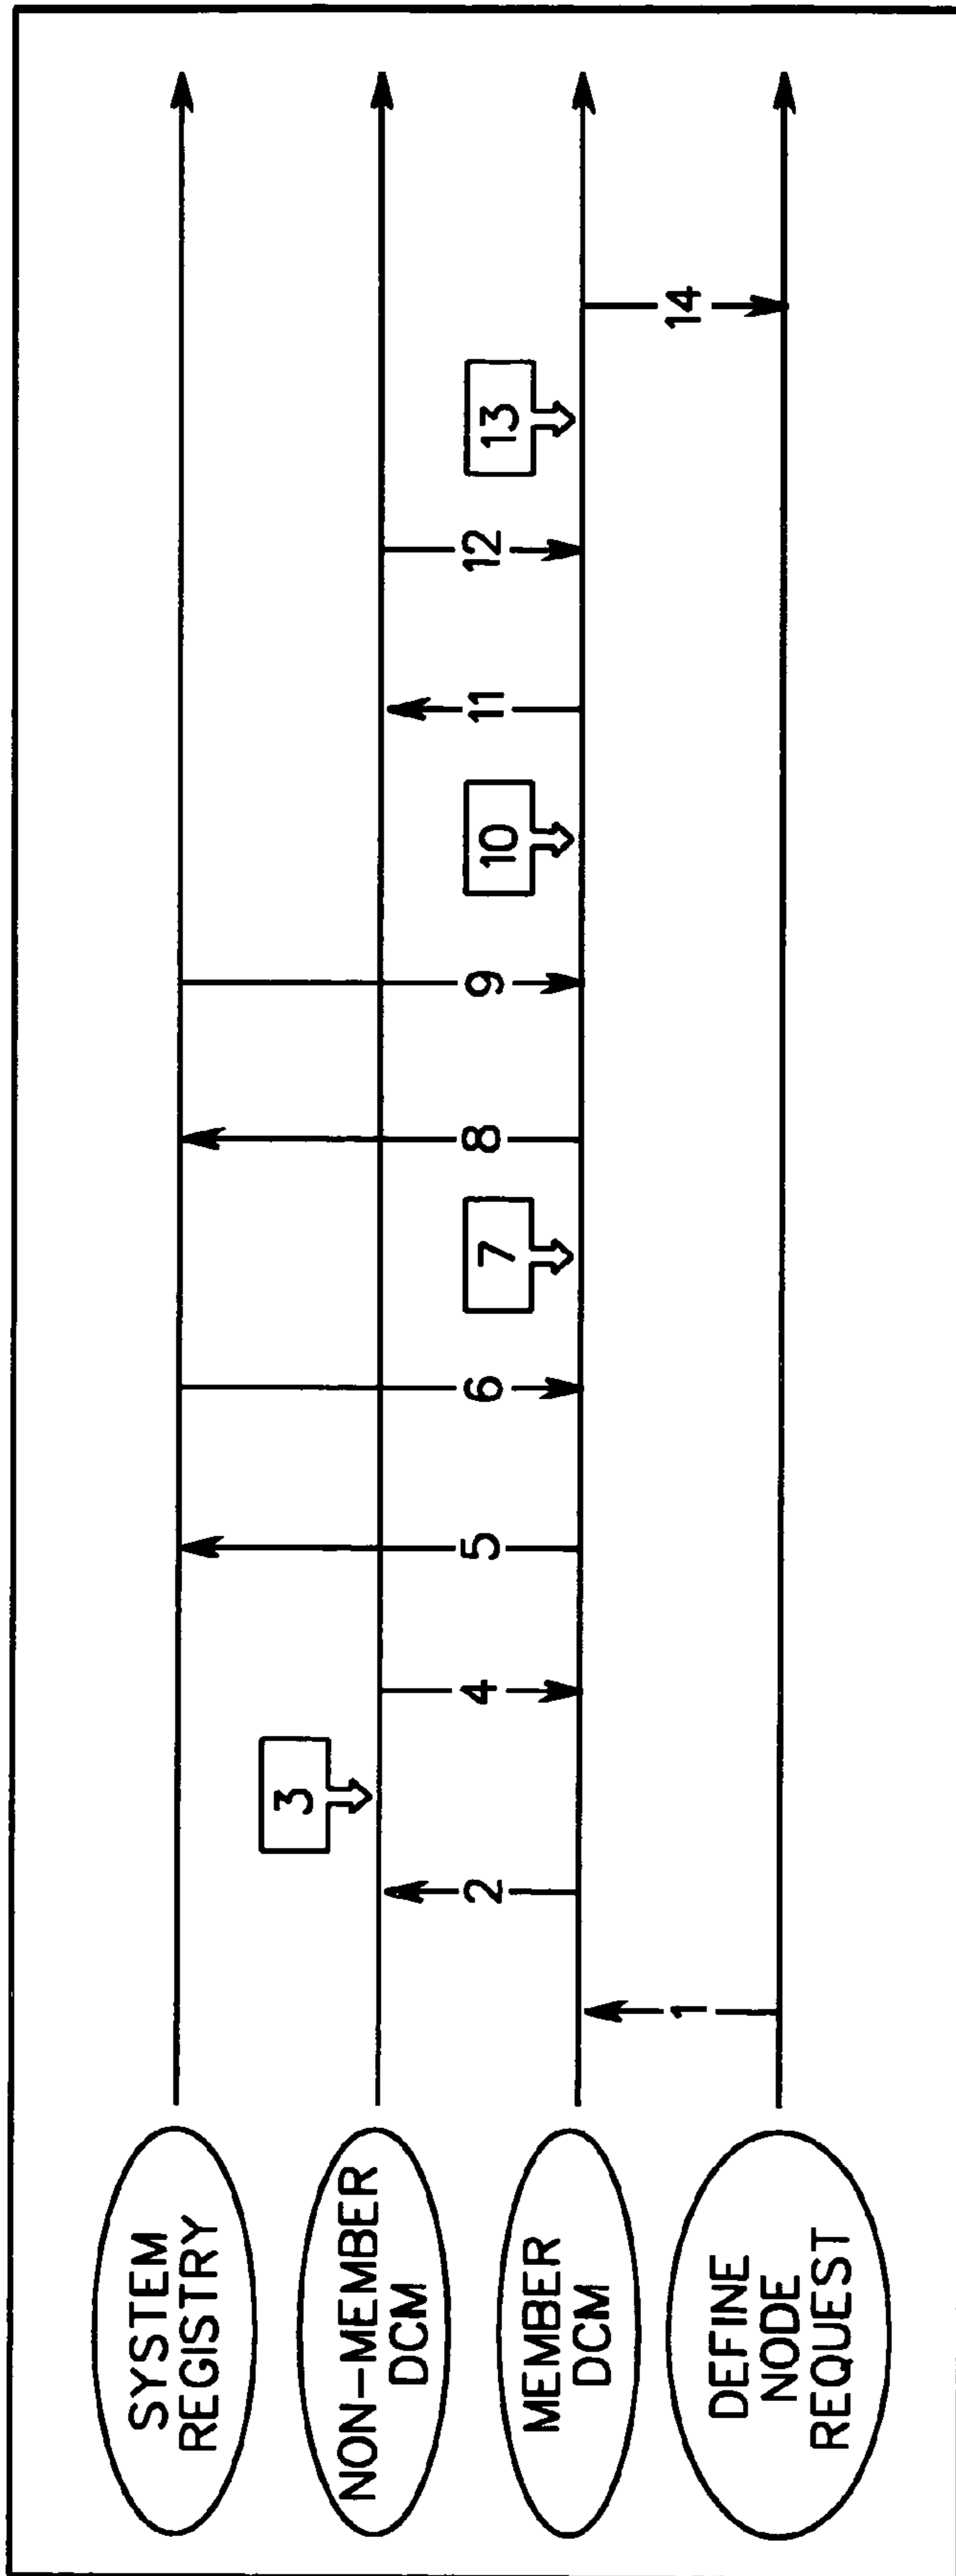 SYSTEM
REGISTRY
NON-MEMBER
DCM
MEMBER
DCM
DEFINE
NODE
REQUEST
1
2
3
4
5
6
7
8
9
10
11
12
13
14